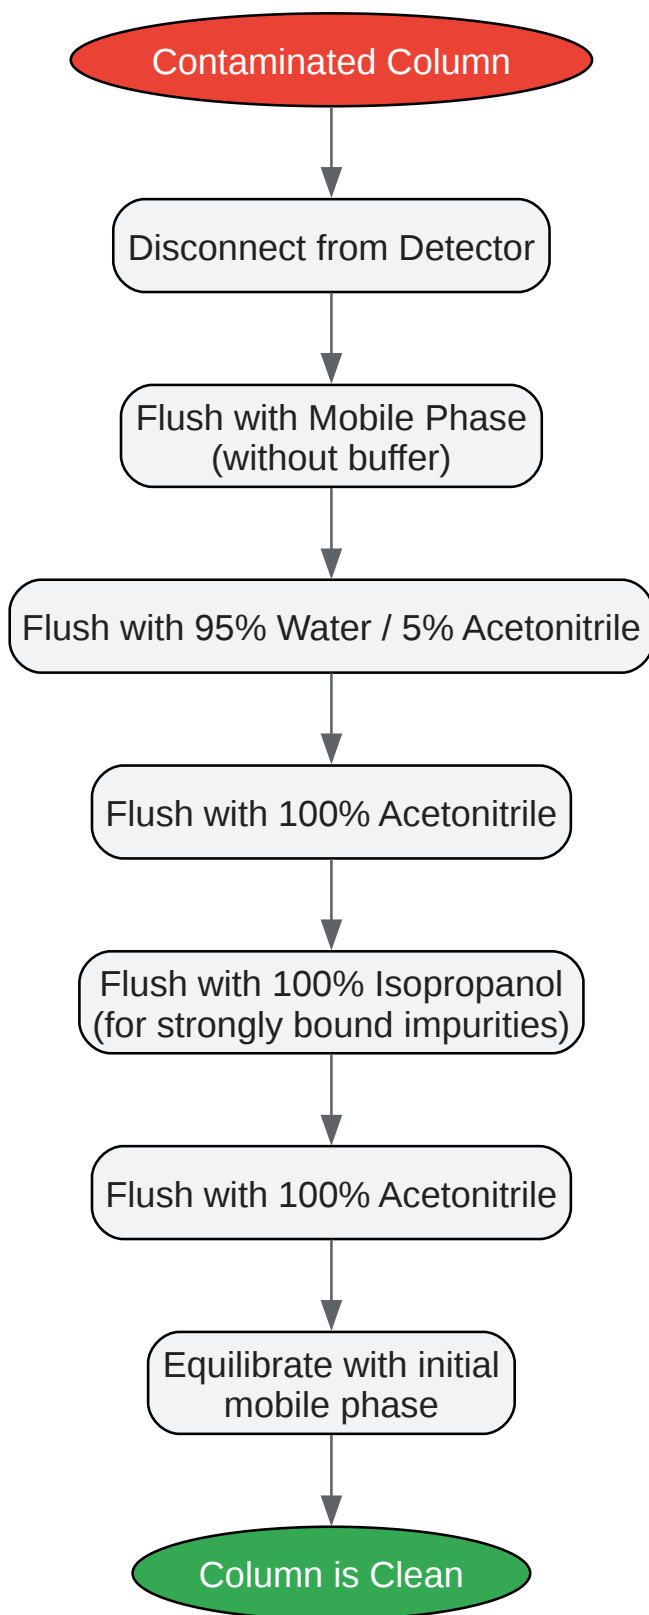 Contaminated Column
Disconnect from Detector
Flush with Mobile Phase
(without buffer)
Flush with 95% Water / 5% Acetonitrile
Flush with 100% Acetonitrile
Flush with 100% Isopropanol
(for strongly bound impurities)
Flush with 100% Acetonitrile
Equilibrate with initial
mobile phase
Column is Clean